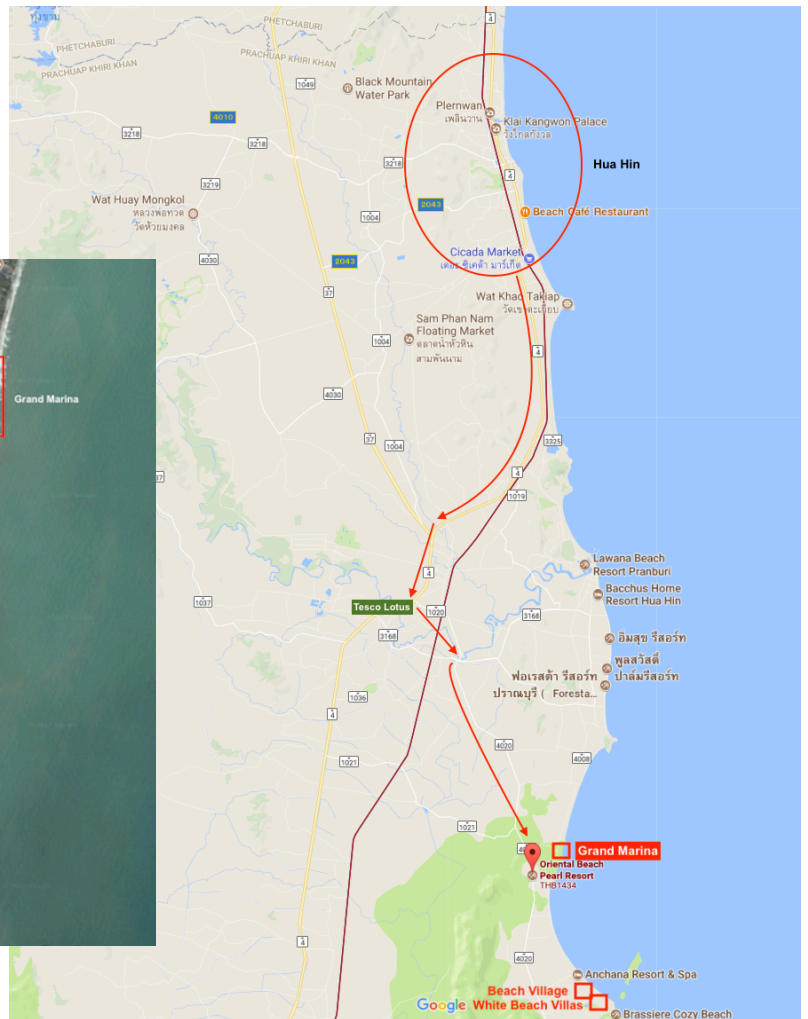 PHETCHABURI
PHETCHABURI
PRACHUAP KHIRI KHAN
PRACHUAP KHIRI KHAN
4
1049
Black Mountain
Water Park
Plernwan
เพลินวาน
Klai Kangwon Palace
วังไกลกังวล
4010
3218
3218
3218
Hua Hin
4
3219
Wat Huay Mongkol
หลวงพ่อทวด
วัดห้วยมงคล
2043
1004
Beach Café Restaurant
4030
2043
Cicada Market
เดอะ ซิเคด้า มาร์เก็ต
37
Wat Khao Takiap
วัดเขาตะเกียบ
Sam Phan Nam
Floating Market
ตลาดน้ำหัวหิน
สามพันนาม
1004
4
Grand Marina
4030
37
1004
3325
37
4
1019
Lawana Beach
Resort Pranburi
4
Bacchus Home
Resort Hua Hin
1037
Tesco Lotus
1020
3168
3168
อิมสุข รีสอร์ท
พูลสวัสดิ์
ปาล์มรีสอร์ท
ฟอเรสต้า รีสอร์ท
ปราณบุรี ( Foresta...
1036
4
4020
4008
1021
1021
Grand Marina
Oriental Beach
Pearl Resort
THB1434
4
4020
Anchana Resort & Spa
Beach Village
Google
White Beach Villas
Brassiere Cozy Beach